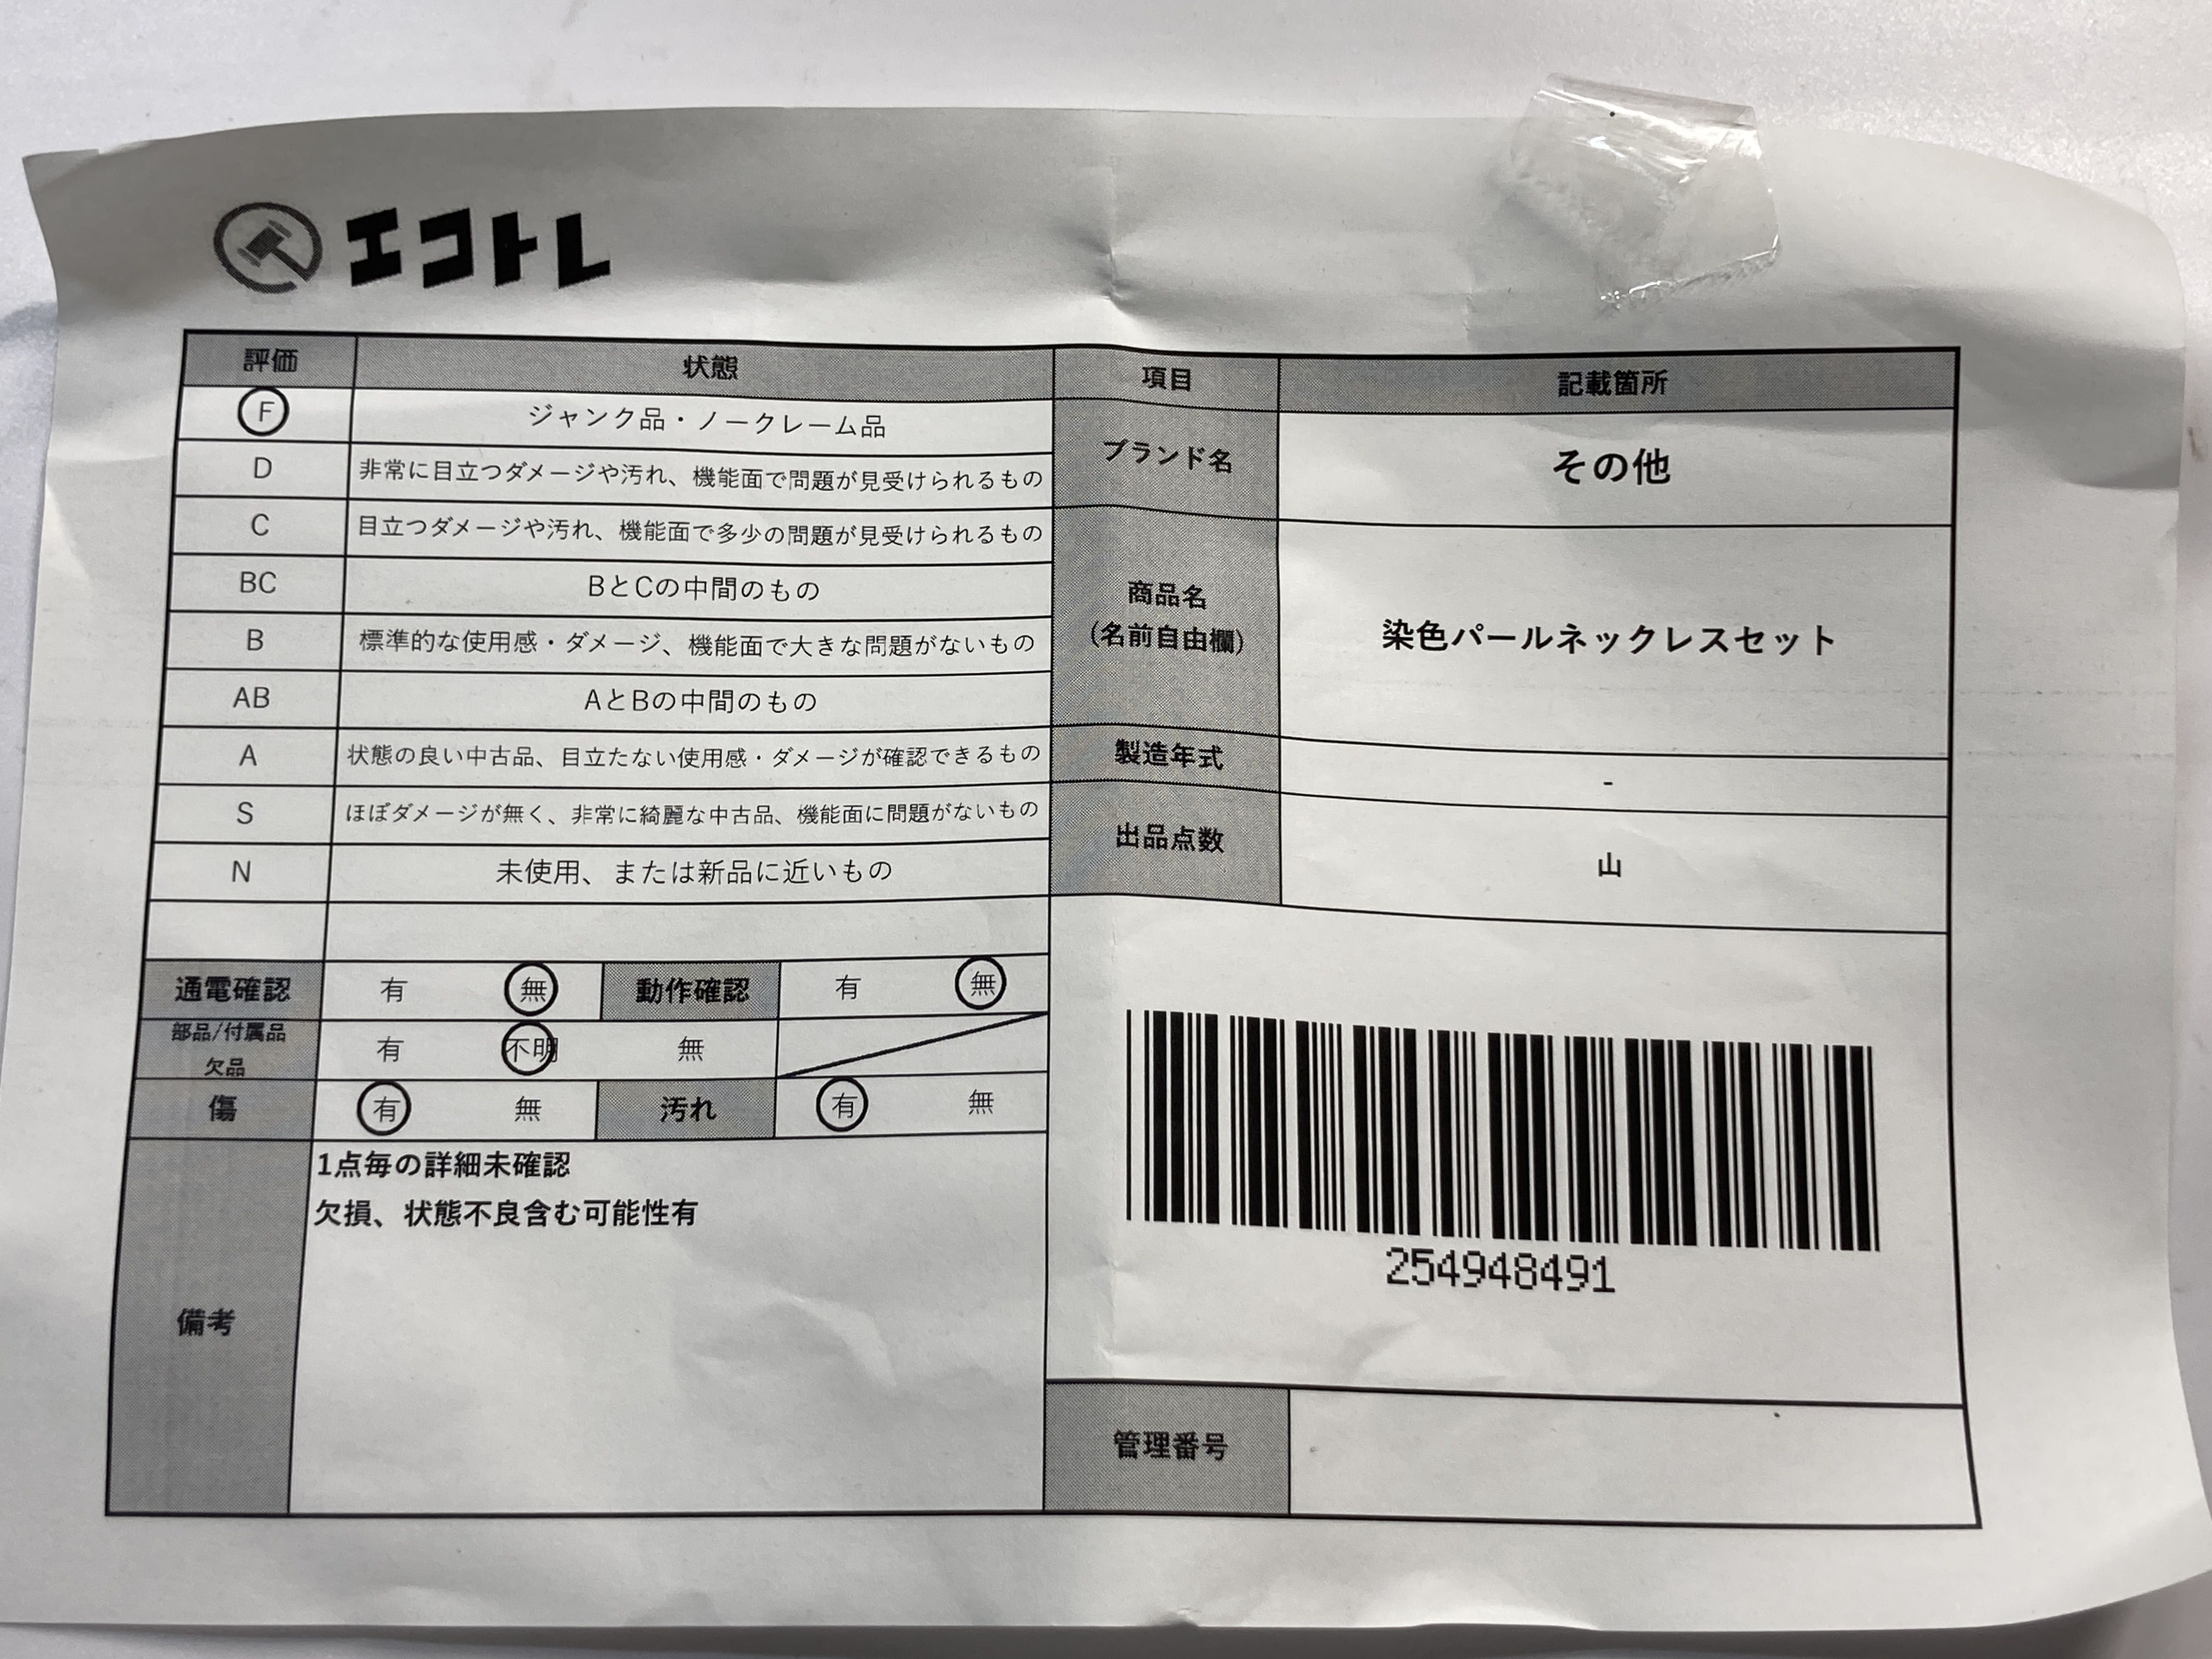 エコトレ
評価 状態 項目 記載箇所
F ジャンク品・ノークレーム品
D 非常に目立つダメージや汚れ、機能面で問題が見受けられるもの
C 目立つダメージや汚れ、機能面で多少の問題が見受けられるもの
BC BとCの中間のもの
B 標準的な使用感・ダメージ、機能面で大きな問題がないもの
AB AとBの中間のもの
A 状態の良い中古品、目立たない使用感・ダメージが確認できるもの
S ほぼダメージが無く、非常に綺麗な中古品、機能面に問題がないもの
N 未使用、または新品に近いもの
通電確認 有 無 動作確認 有 無
部品/付属品
欠品
有 不明 無
傷 有 無 汚れ 有 無
備考
1点毎の詳細未確認
欠損、状態不良含む可能性有
ブランド名 その他
商品名
(名前自由欄)
染色パールネックレスセット
製造年式 -
出品点数 山
254948491
管理番号